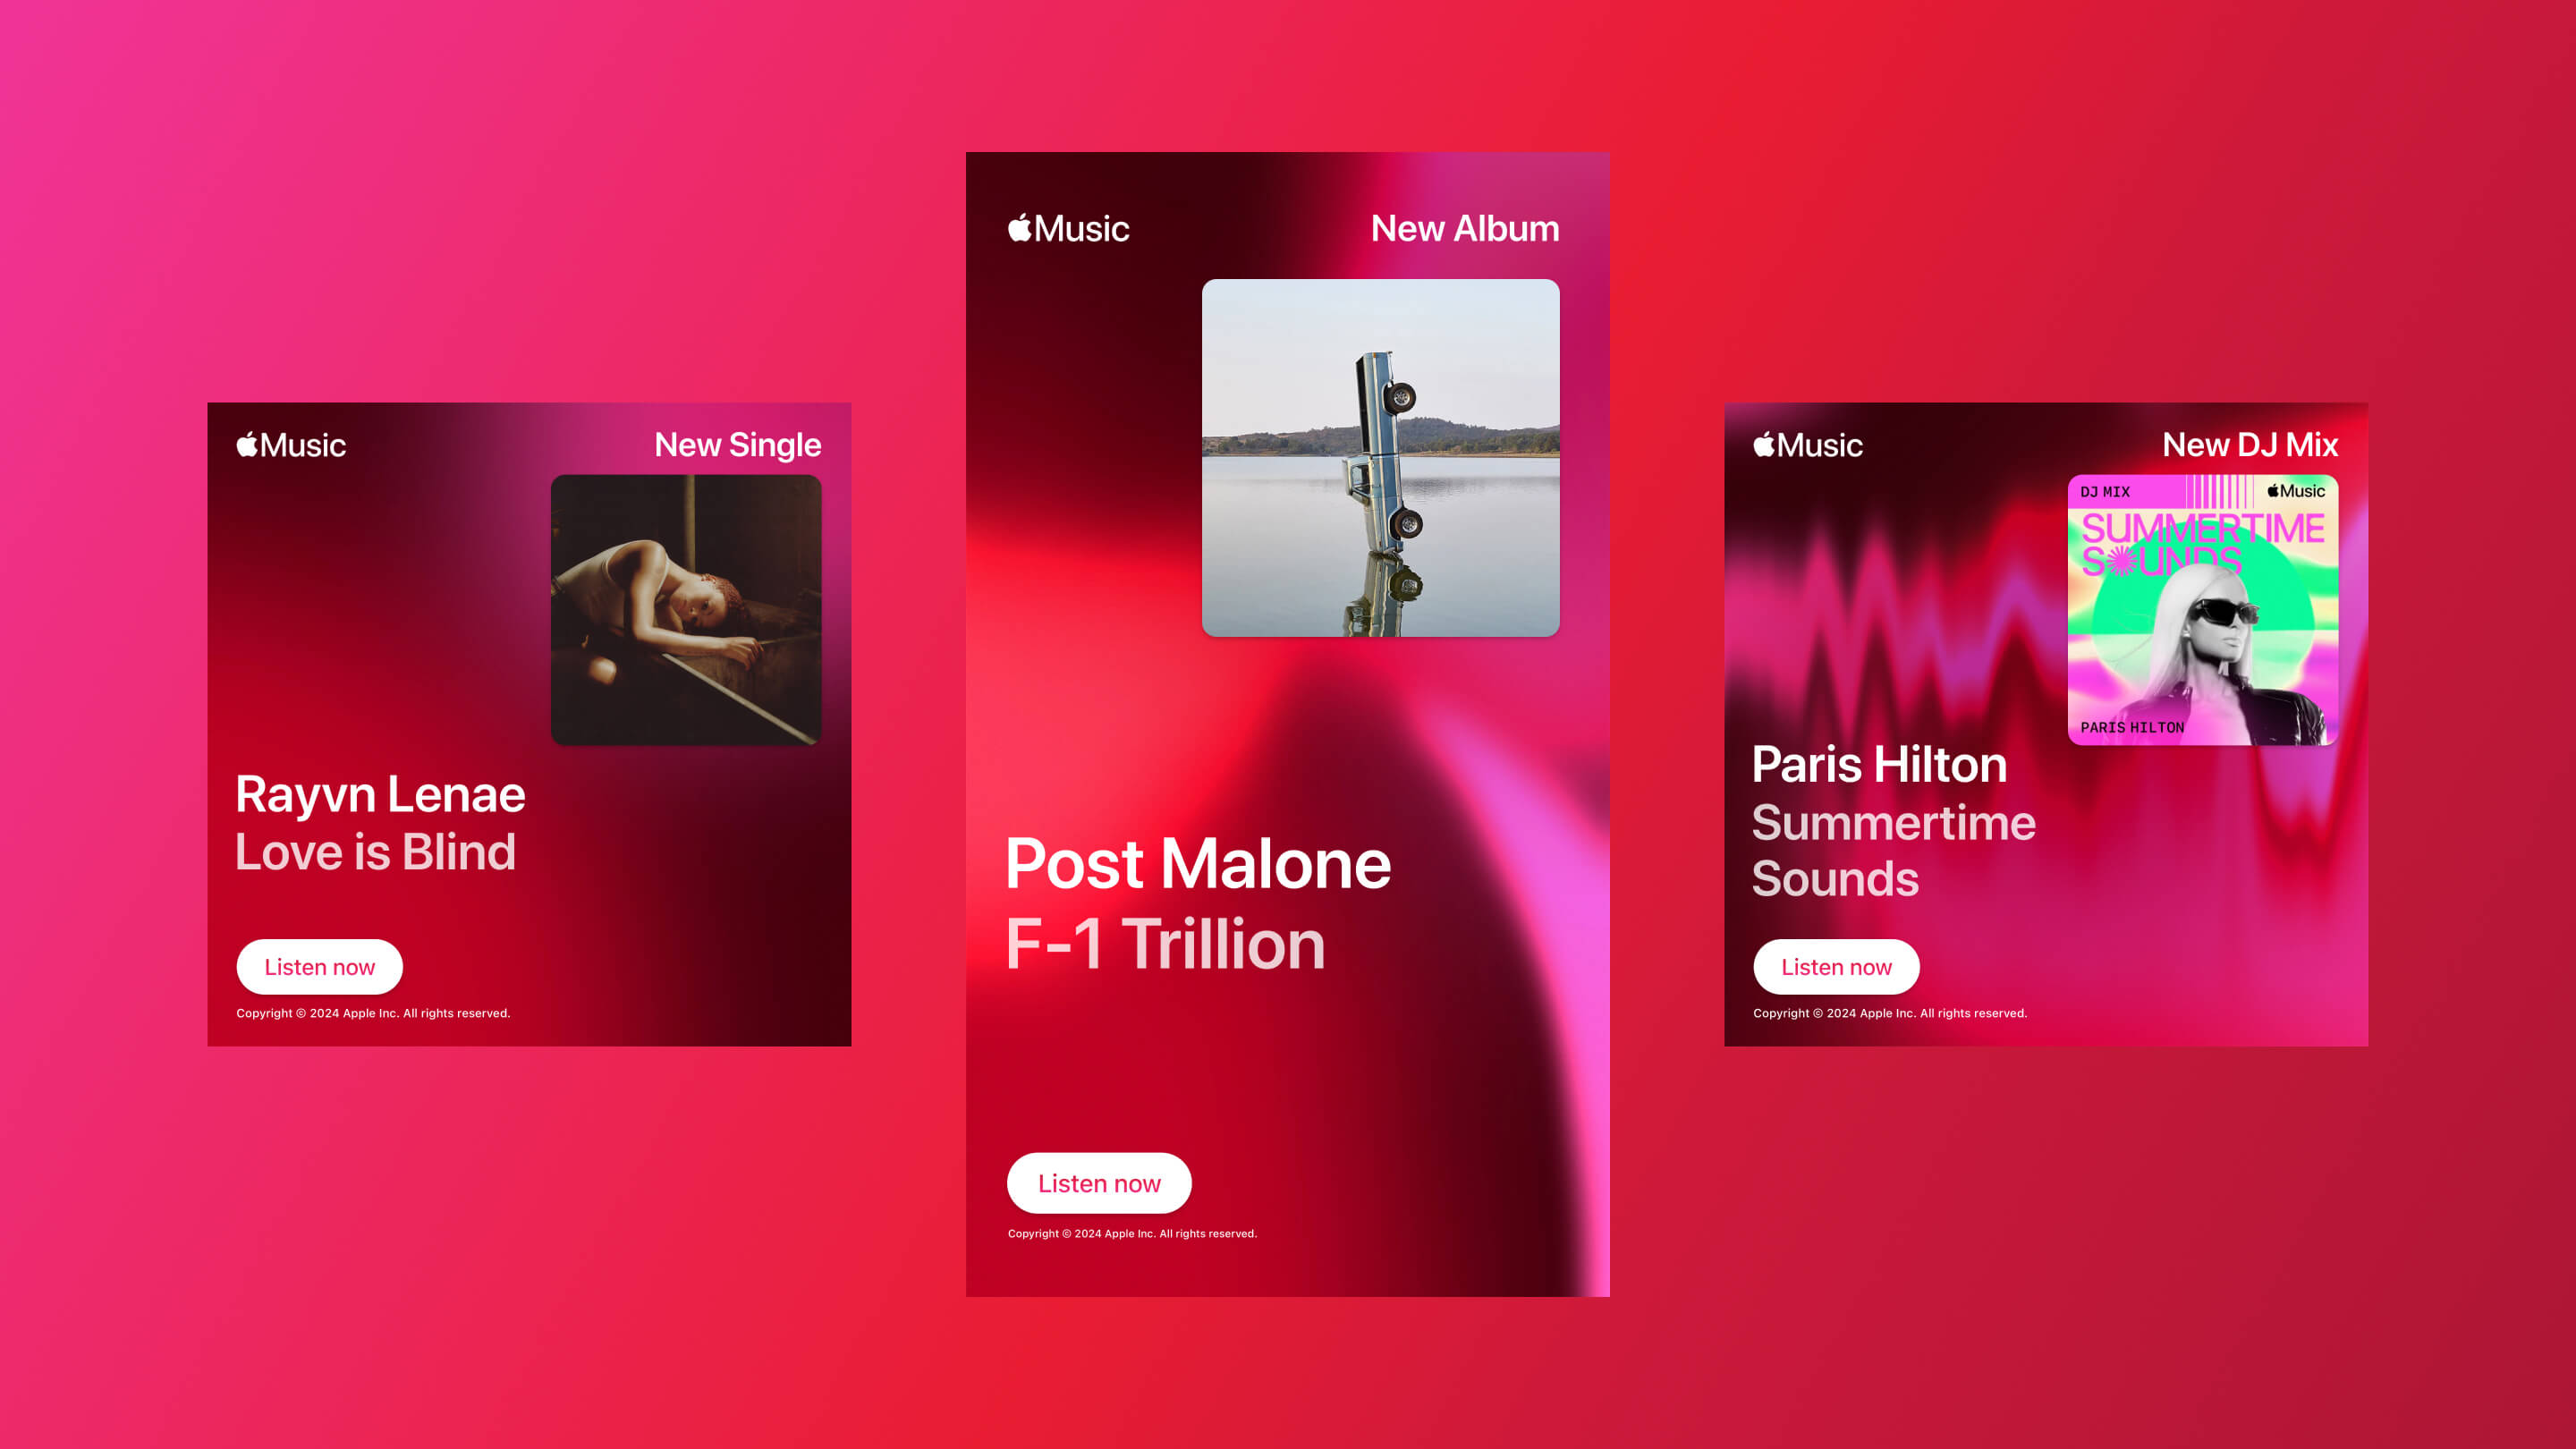 Music
New Single
Rayvn Lenae
Love is Blind
Listen now
Copyright © 2024 Apple Inc. All rights reserved.
Music
New Album
Post Malone
F-1 Trillion
Listen now
Copyright © 2024 Apple Inc. All rights reserved.
Music
New DJ Mix
DJ MIX
Music
SUMMERTIME
SOUNDS
PARIS HILTON
Paris Hilton
Summertime
Sounds
Listen now
Copyright © 2024 Apple Inc. All rights reserved.